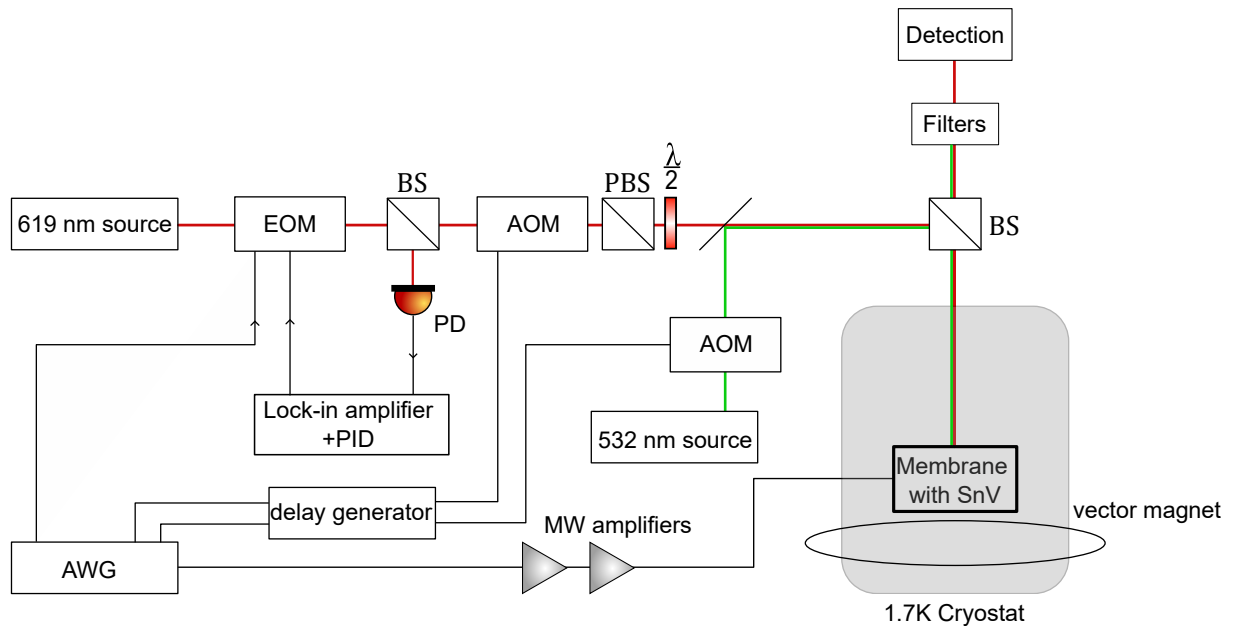 Detection
Filters
λ
2
BS
PBS
619 nm source
EOM
AOM
BS
PD
AOM
Lock-in amplifier
+PID
532 nm source
Membrane
with SnV
delay generator
MW amplifiers
vector magnet
AWG
1.7K Cryostat